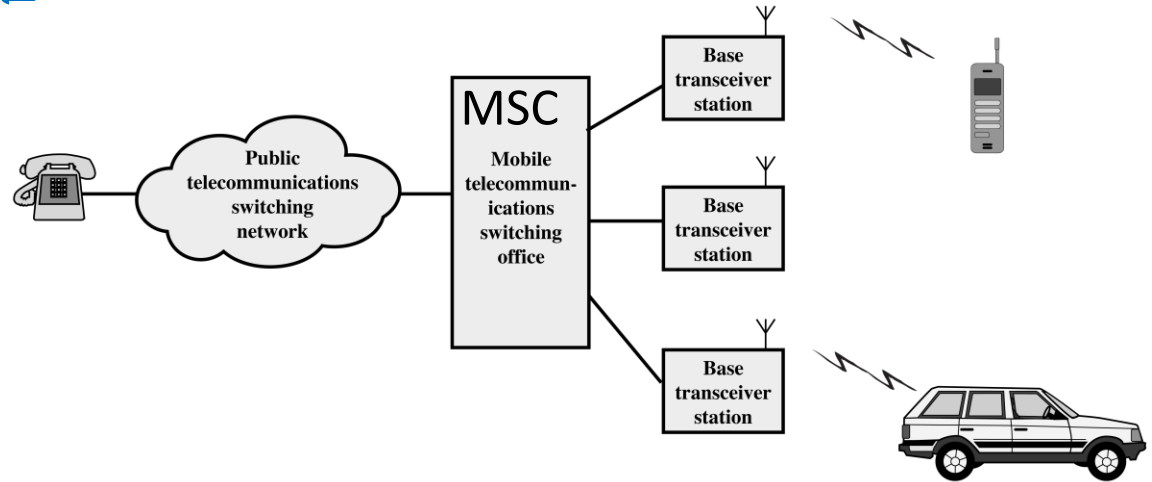 Public
telecommunications
switching
network
MSC
Mobile
telecommun-
ications
switching
office
Base
transceiver
station
Base
transceiver
station
Base
transceiver
station